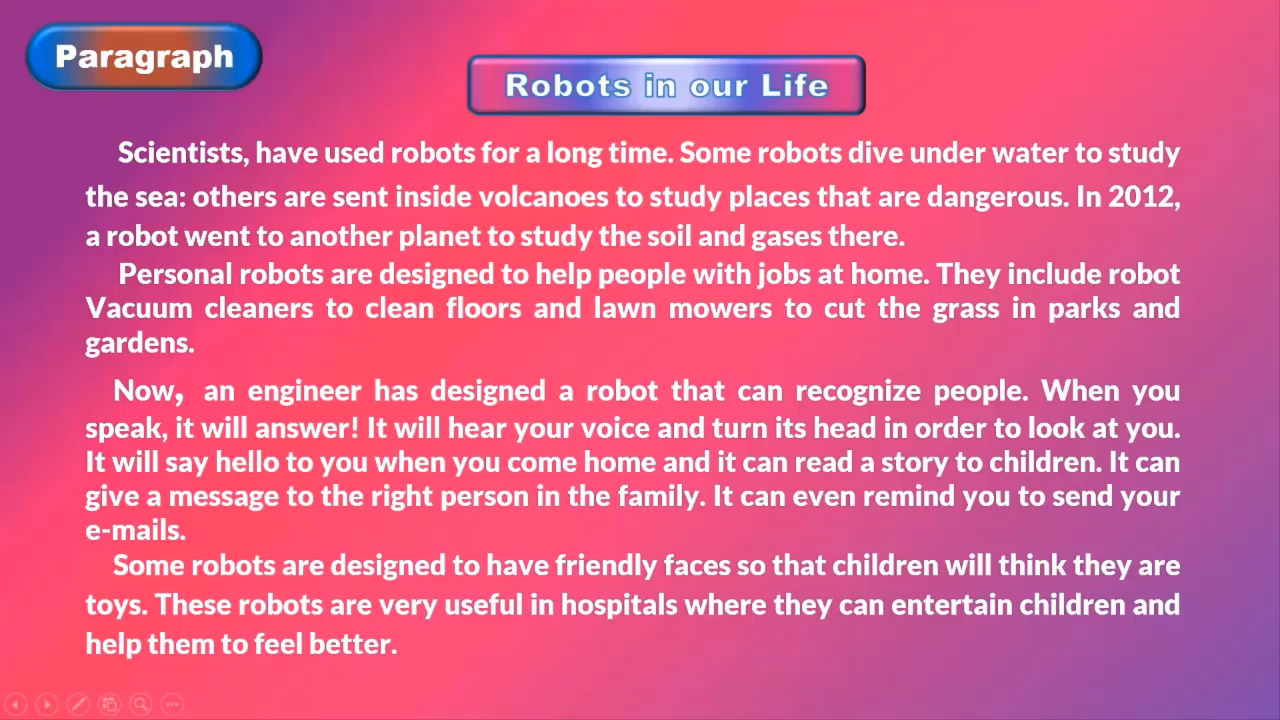 Paragraph
Robots in our Life
Scientists, have used robots for a long time. Some robots dive under water to study
the sea: others are sent inside volcanoes to study places that are dangerous. In 2012,
a robot went to another planet to study the soil and gases there.
Personal robots are designed to help people with jobs at home. They include robot
Vacuum cleaners to clean floors and lawn mowers to cut the grass in parks and
gardens.
Now, an engineer has designed a robot that can recognize people. When you
speak, it will answer! It will hear your voice and turn its head in order to look at you.
It will say hello to you when you come home and it can read a story to children. It can
give a message to the right person in the family. It can even remind you to send your
e-mails.
Some robots are designed to have friendly faces so that children will think they are
toys. These robots are very useful in hospitals where they can entertain children and
help them to feel better.